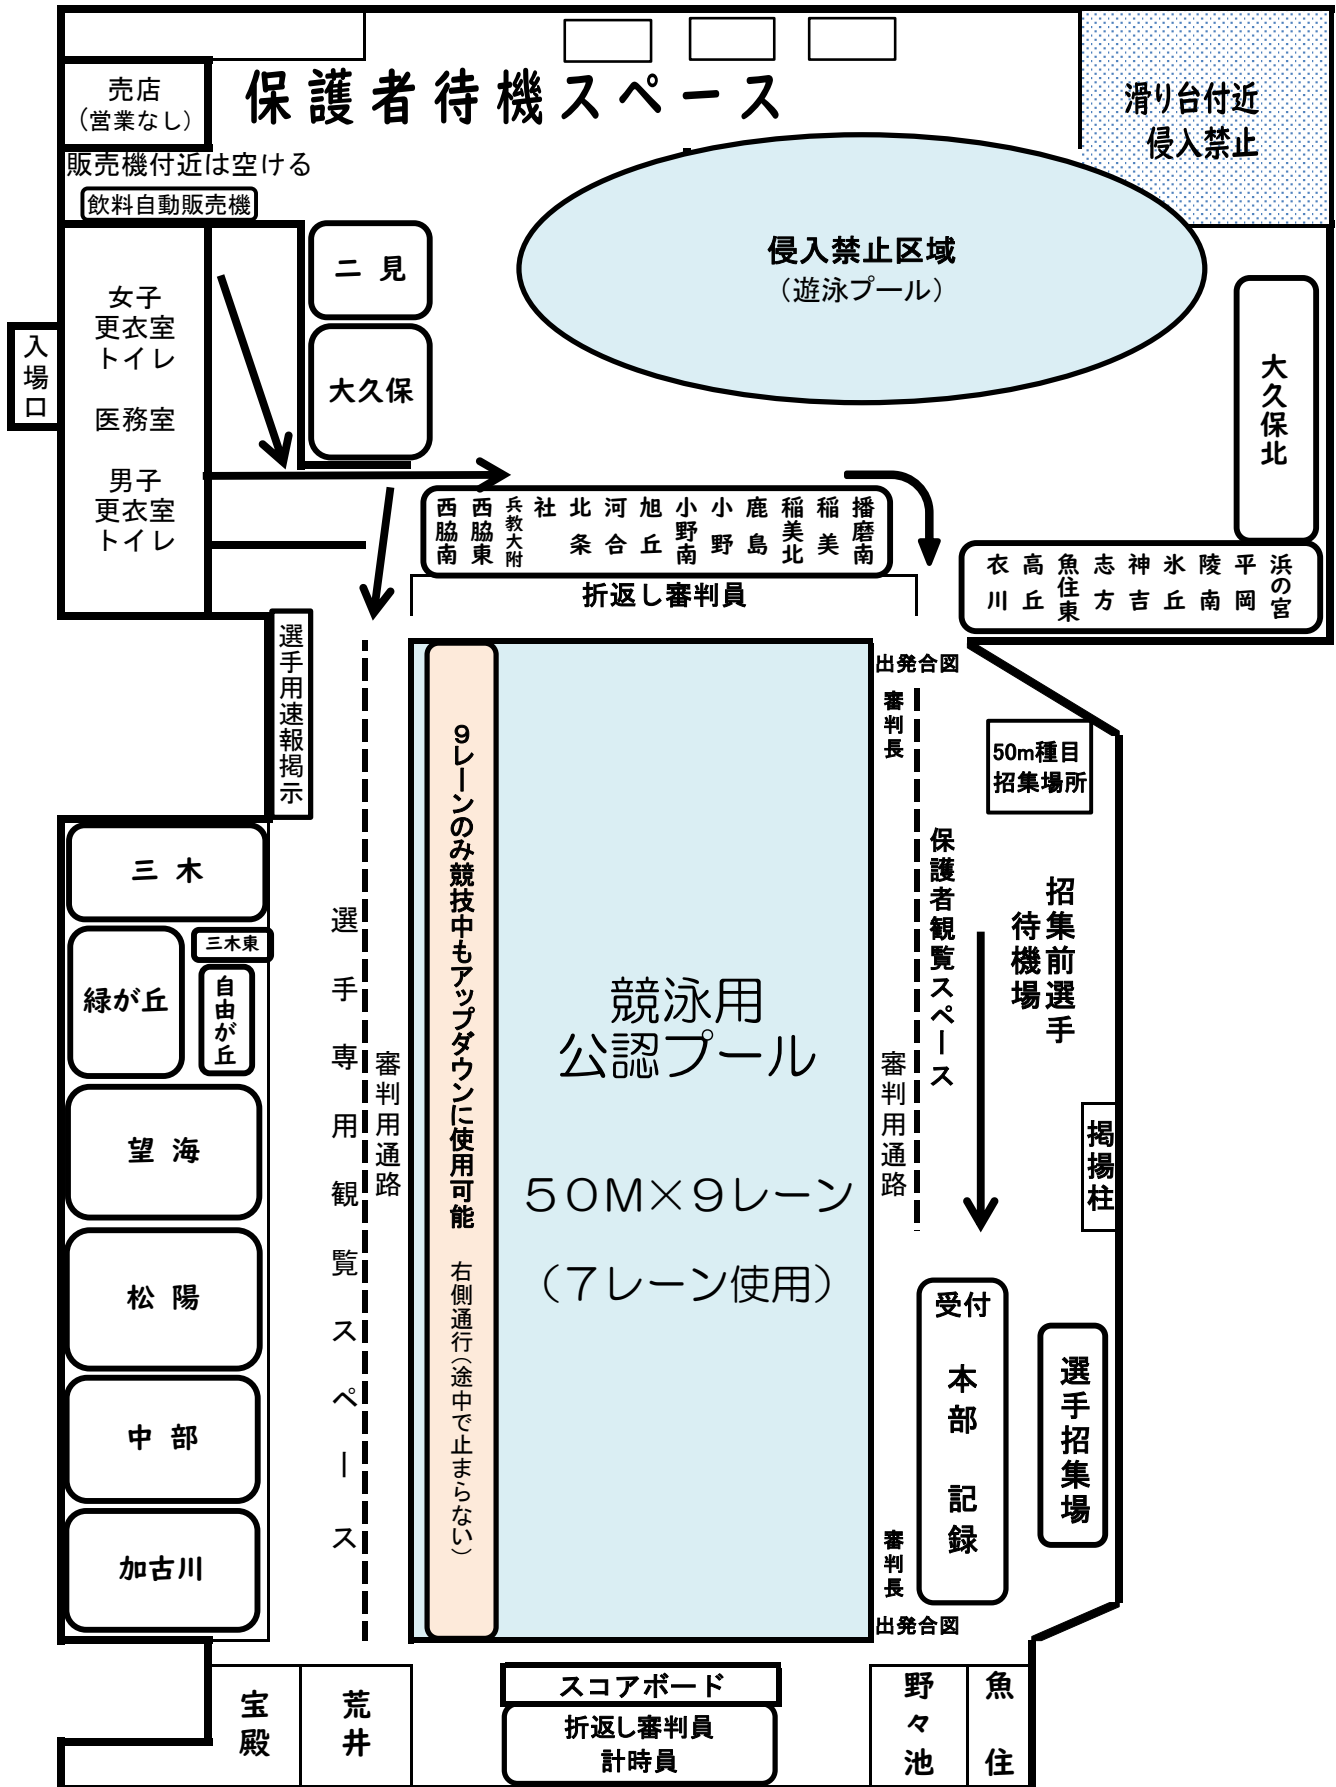 保護者待機スペース
売店
（営業なし）
販売機付近は空ける
飲料自動販売機
滑り台付近
侵入禁止
侵入禁止区域
（遊泳プール）
二 見
大久保
大久保北
入場口
女子
更衣室
トイレ
医務室
男子
更衣室
トイレ
西脇南
西脇東
兵教大附
社
北条
河合
旭丘
小野南
小野
鹿島
稲美北
稲美
播磨南
折返し審判員
衣川
高丘
魚住東
志方
神吉
氷丘
陵南
平岡
浜の宮
選手用速報掲示
出発合図
審判長
50m種目
招集場所
9レーンのみ競技中もアップダウンに使用可能 右側通行（途中で止まらない）
競泳用
公認プール
５０Ｍ×９レーン
（７レーン使用）
選手専用観覧スペース
審判用通路
審判用通路
保護者観覧スペース
招集前選手
待機場
掲揚柱
三 木
三木東
緑が丘
自由が丘
望 海
松 陽
中 部
加古川
受付
本部
記録
選手招集場
審判長
出発合図
宝殿
荒井
スコアボード
折返し審判員
計時員
野々池
魚住